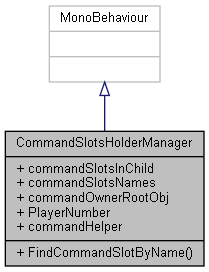 MonoBehaviour
CommandSlotsHolderManager
+ commandSlotsInChild
+ commandSlotsNames
+ commandOwnerRootObj
+ PlayerNumber
+ commandHelper
+ FindCommandSlotByName()